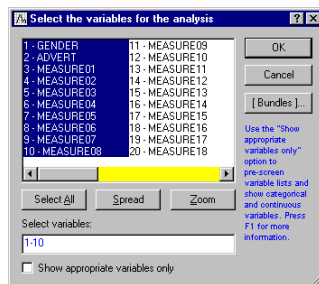 Select the variables for the analysis
1 - GENDER 11 - MEASURE09
2 - ADVERT 12 - MEASURE10
3 - MEASURE01 13 - MEASURE11
4 - MEASURE02 14 - MEASURE12
5 - MEASURE03 15 - MEASURE13
6 - MEASURE04 16 - MEASURE14
7 - MEASURE05 17 - MEASURE15
8 - MEASURE06 18 - MEASURE16
9 - MEASURE07 19 - MEASURE17
10 - MEASURE08 20 - MEASURE18
Select All Spread Zoom
Select variables:
1-10
Show appropriate variables only
OK
Cancel
[ Bundles ]...
Use the "Show
appropriate
variables only"
option to
pre-screen
variable lists and
show categorical
and continuous
variables. Press
F1 for more
information.